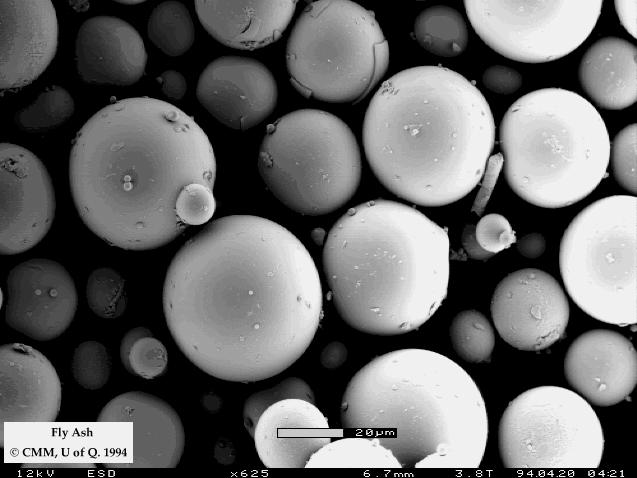 20µm
Fly Ash
© CMM, U of Q. 1994
12kV ESD x625 6.7mm 3.8T 94.04.20 04:21